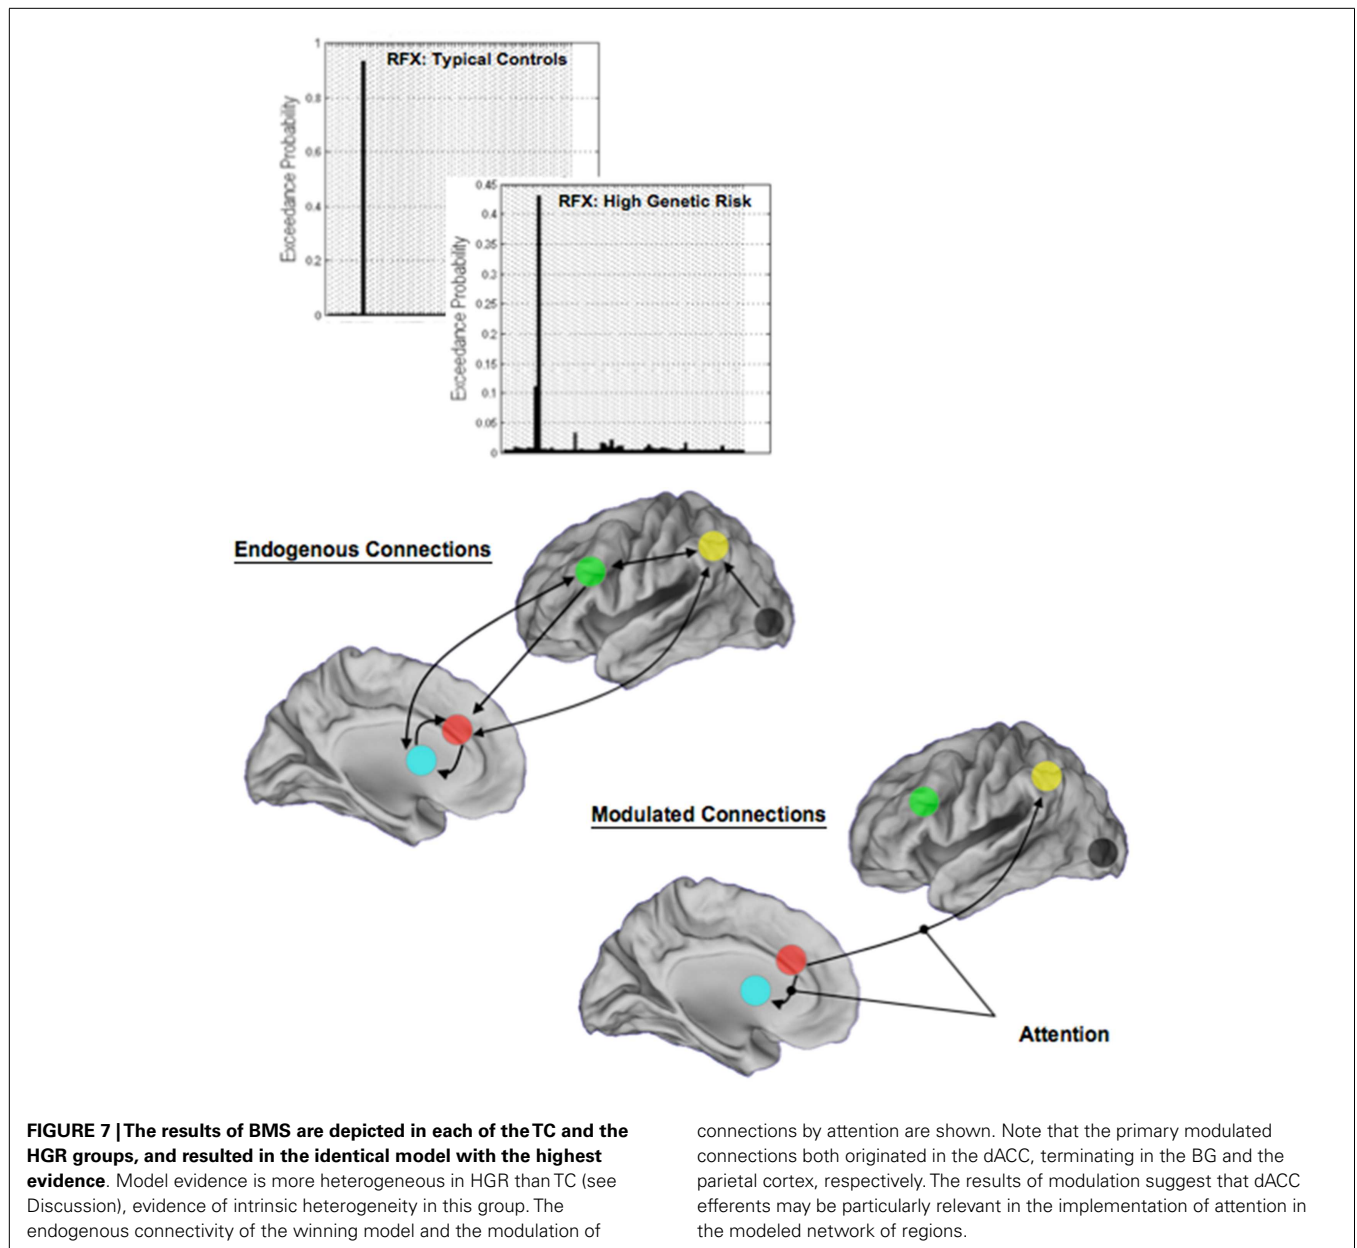 RFX: Typical Controls
Exceedance Probability
1
0.8
0.6
0.4
0.2
0
RFX: High Genetic Risk
Exceedance Probability
0.45
0.4
0.35
0.3
0.25
0.2
0.15
0.1
0.05
0
Endogenous Connections
Modulated Connections
Attention
FIGURE 7 | The results of BMS are depicted in each of the TC and the
HGR groups, and resulted in the identical model with the highest
evidence. Model evidence is more heterogeneous in HGR than TC (see
Discussion), evidence of intrinsic heterogeneity in this group. The
endogenous connectivity of the winning model and the modulation of
connections by attention are shown. Note that the primary modulated
connections both originated in the dACC, terminating in the BG and the
parietal cortex, respectively. The results of modulation suggest that dACC
efferents may be particularly relevant in the implementation of attention in
the modeled network of regions.